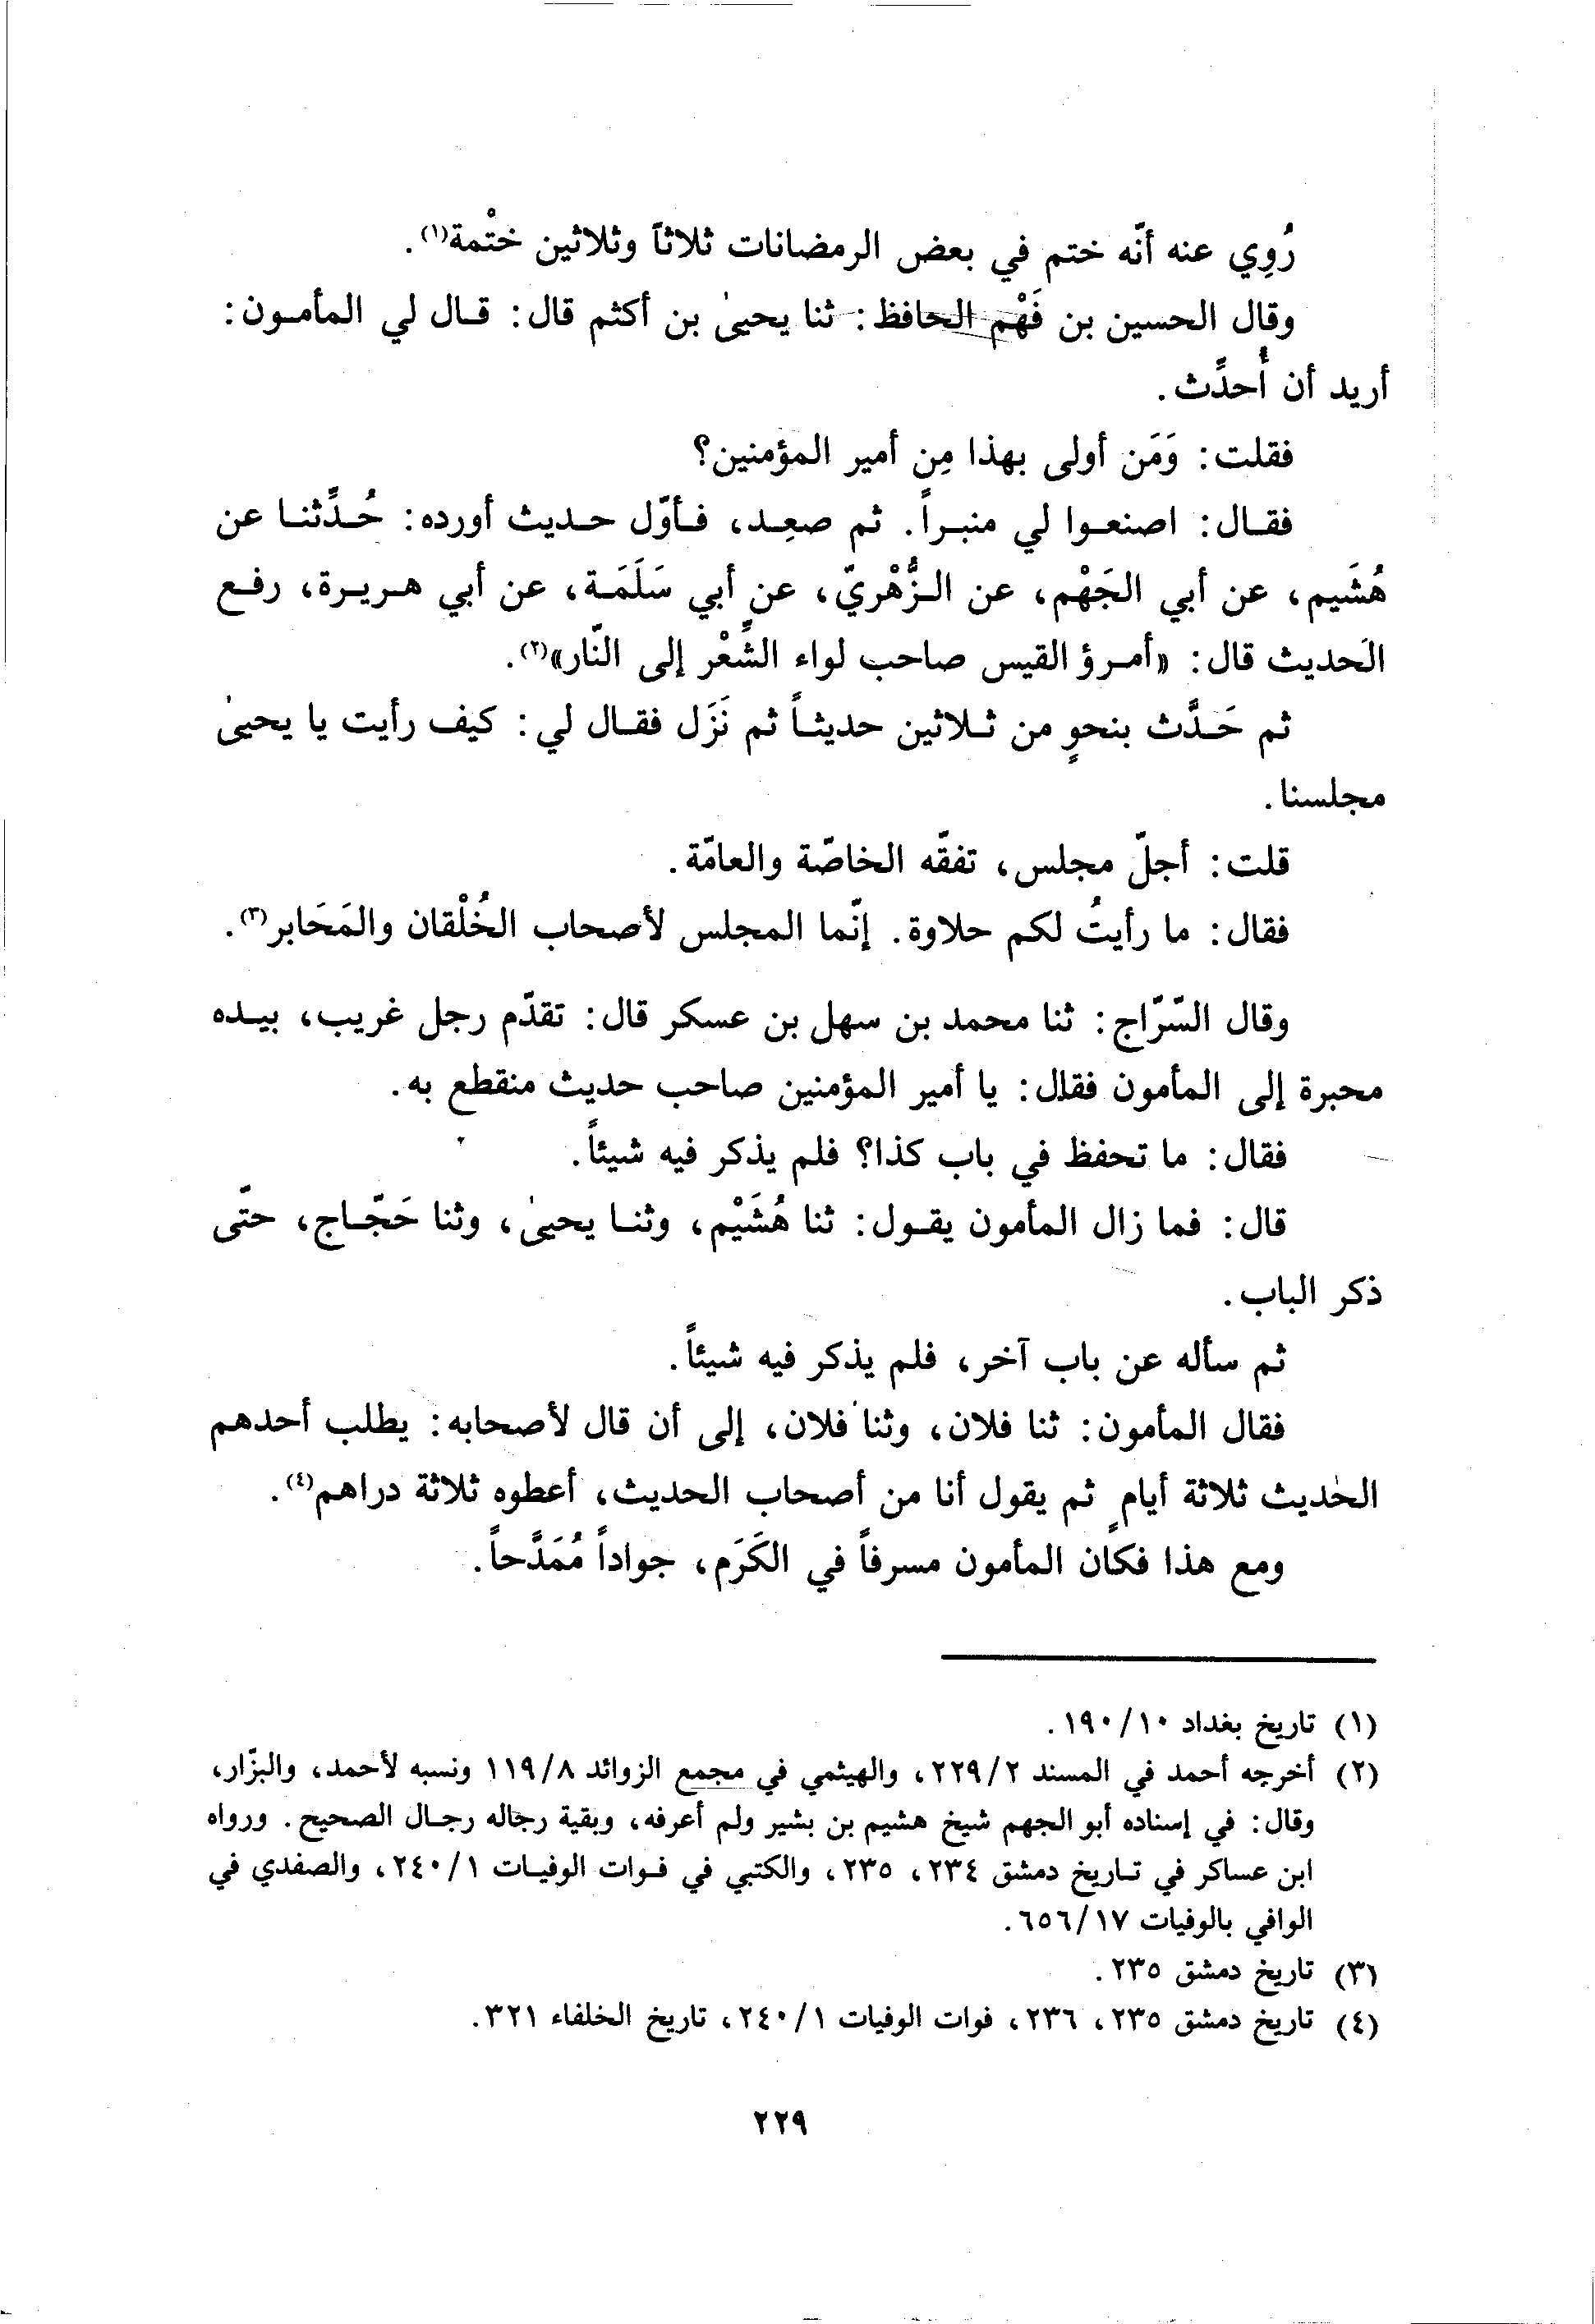 رُوِي عنه أنّه ختم في بعض الرمضانات ثلاثاً وثلاثين ختْمة(١).
وقال الحسين بن فَهْم الحافظ: ثنا يحيىٰ بن أكثم قال: قال لي المأمون:
أريد أن أُحدِّث.
فقلت: وَمَن أولى بهذا مِن أمير المؤمنين؟
فقال: اصنعوا لي منبراً. ثم صعِد، فأوّل حديث أورده: حُدِّثنا عن
هُشَيم، عن أبي الجَهْم، عن الزُّهْريّ، عن أبي سَلَمَة، عن أبي هريرة، رفع
الحديث قال: «أمرؤ القيس صاحب لواء الشِّعْر إلى النّار»(٢).
ثم حَدَّث بنحوٍ من ثلاثين حديثاً ثم نَزَل فقال لي: كيف رأيت يا يحيىٰ
مجلسنا.
قلت: أجلّ مجلس، تفقّه الخاصّة والعامّة.
فقال: ما رأيتُ لكم حلاوة. إنّما المجلس لأصحاب الخُلْقان والمَحَابر(٣).
وقال السّرّاج: ثنا محمد بن سهل بن عسكر قال: تقدّم رجل غريب، بيده
محبرة إلى المأمون فقال: يا أمير المؤمنين صاحب حديث منقطع به.
فقال: ما تحفظ في باب كذا؟ فلم يذكر فيه شيئاً.
قال: فما زال المأمون يقول: ثنا هُشَيْم، وثنا يحيىٰ، وثنا حَجّاج، حتّى
ذكر الباب.
ثم سأله عن باب آخر، فلم يذكر فيه شيئاً.
فقال المأمون: ثنا فلان، وثنا فلان، إلى أن قال لأصحابه: يطلب أحدهم
الحديث ثلاثة أيامٍ ثم يقول أنا من أصحاب الحديث، أعطوه ثلاثة دراهم(٤).
ومع هذا فكان المأمون مسرفاً في الكَرَم، جواداً مُمَدَّحاً.
(١) تاريخ بغداد ١٩٠/١٠.
(٢) أخرجه أحمد في المسند ٢٢٩/٢، والهيثمي في مجمع الزوائد ١١٩/٨ ونسبه لأحمد، والبزّار،
وقال: في إسناده أبو الجهم شيخ هشيم بن بشير ولم أعرفه، وبقية رجاله رجال الصحيح. ورواه
ابن عساكر في تاريخ دمشق ٢٣٤، ٢٣٥، والكتبي في فوات الوفيات ٢٤٠/١، والصفدي في
الوافي بالوفيات ٦٥٦/١٧.
(٣) تاريخ دمشق ٢٣٥.
(٤) تاريخ دمشق ٢٣٥، ٢٣٦، فوات الوفيات ٢٤٠/١، تاريخ الخلفاء ٣٢١.
٢٢٩